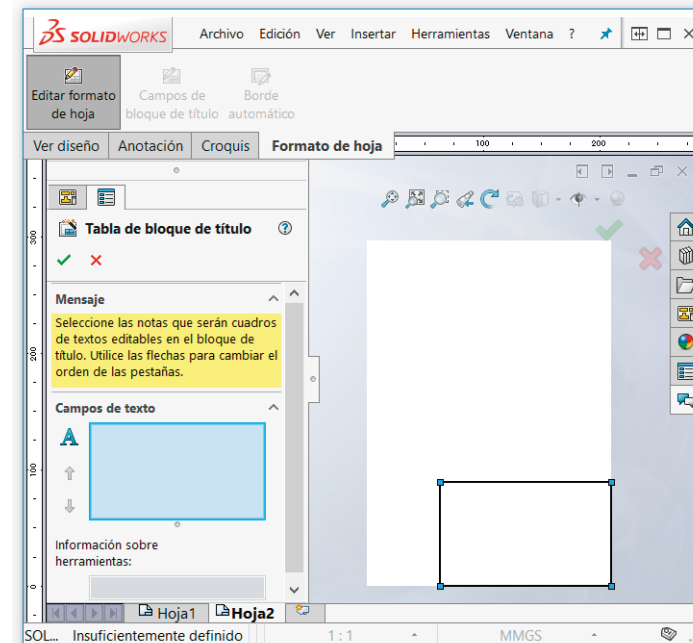 SOLIDWORKS
Archivo Edición Ver Insertar Herramientas Ventana ?
Editar formato de hoja
Campos de bloque de título
Borde automático
Ver diseño Anotación Croquis Formato de hoja
100 200
Tabla de bloque de título
Mensaje
Seleccione las notas que serán cuadros
de textos editables en el bloque de
título. Utilice las flechas para cambiar el
orden de las pestañas.
Campos de texto
A
Información sobre
herramientas:
300
200
100
0
Hoja1 Hoja2
SOL... Insuficientemente definido 1 : 1 MMGS